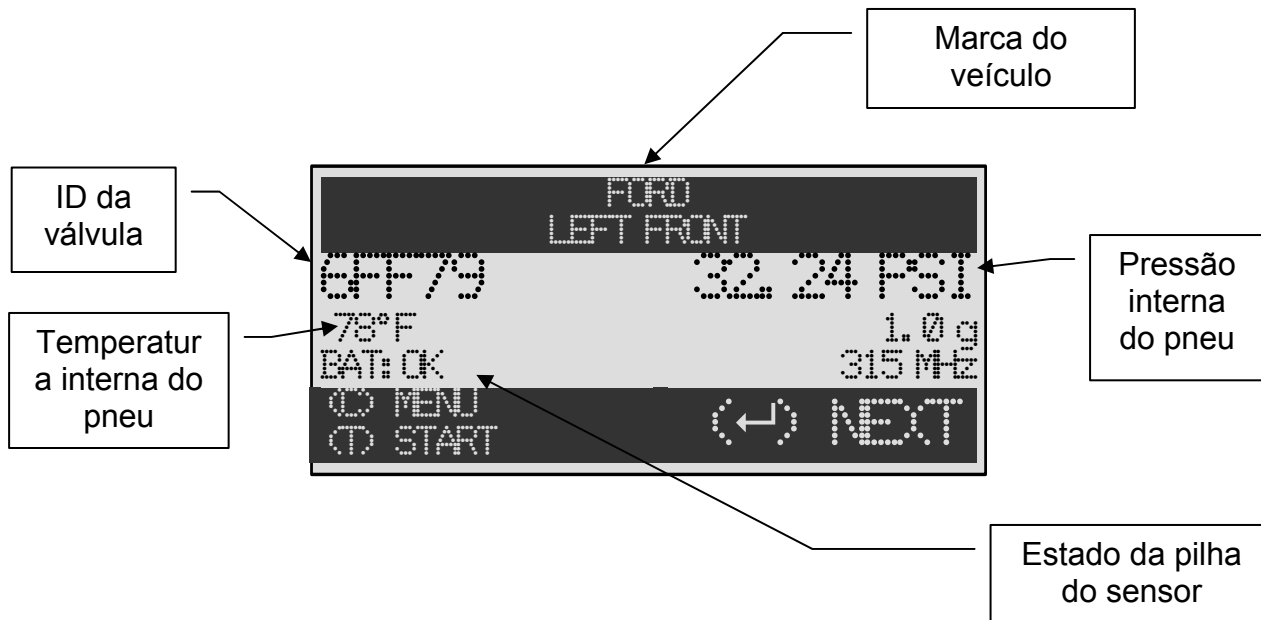 Marca do
veículo
ID da
válvula
FORD
LEFT FRONT
6FF79 32.24 PSI
Pressão
interna
do pneu
Temperatur
a interna do
pneu
78°F 1.0 g
BAT: OK 315 MHz
(C) MENU
(↵) NEXT
(T) START
Estado da pilha
do sensor